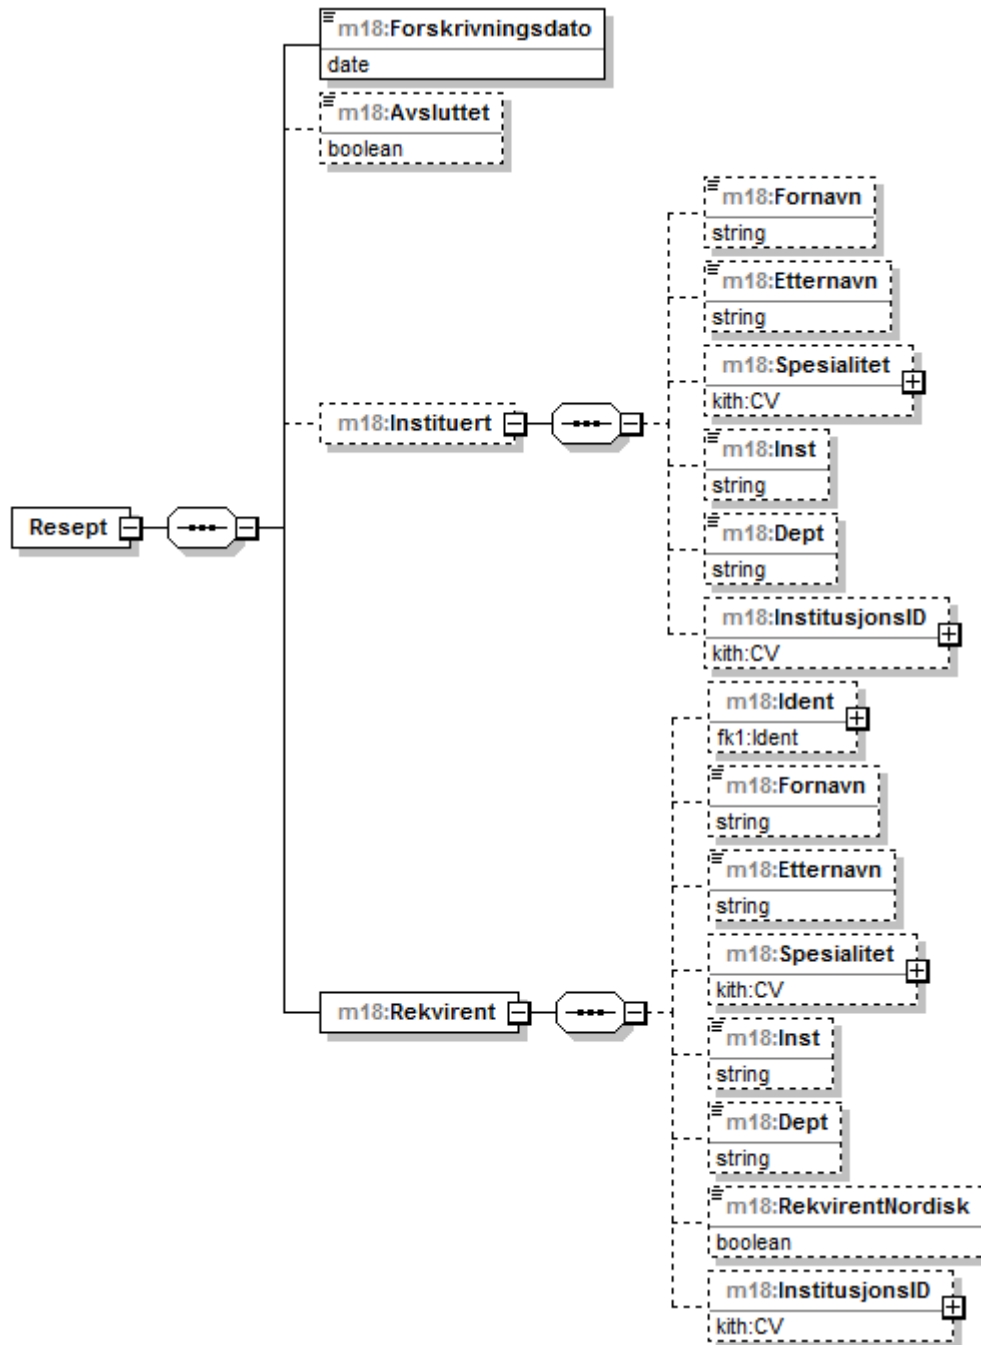 m18:Forskrivningsdato
date
m18:Avsluttet
boolean
m18:Fornavn
string
m18:Etternavn
string
m18:Spesialitet
kith:CV
m18:Instituert
m18:Inst
string
Resept
m18:Dept
string
m18:InstitusjonsID
kith:CV
m18:Ident
fk1:Ident
m18:Fornavn
string
m18:Etternavn
string
m18:Spesialitet
kith:CV
m18:Rekvirent
m18:Inst
string
m18:Dept
string
m18:RekvirentNordisk
boolean
m18:InstitusjonsID
kith:CV